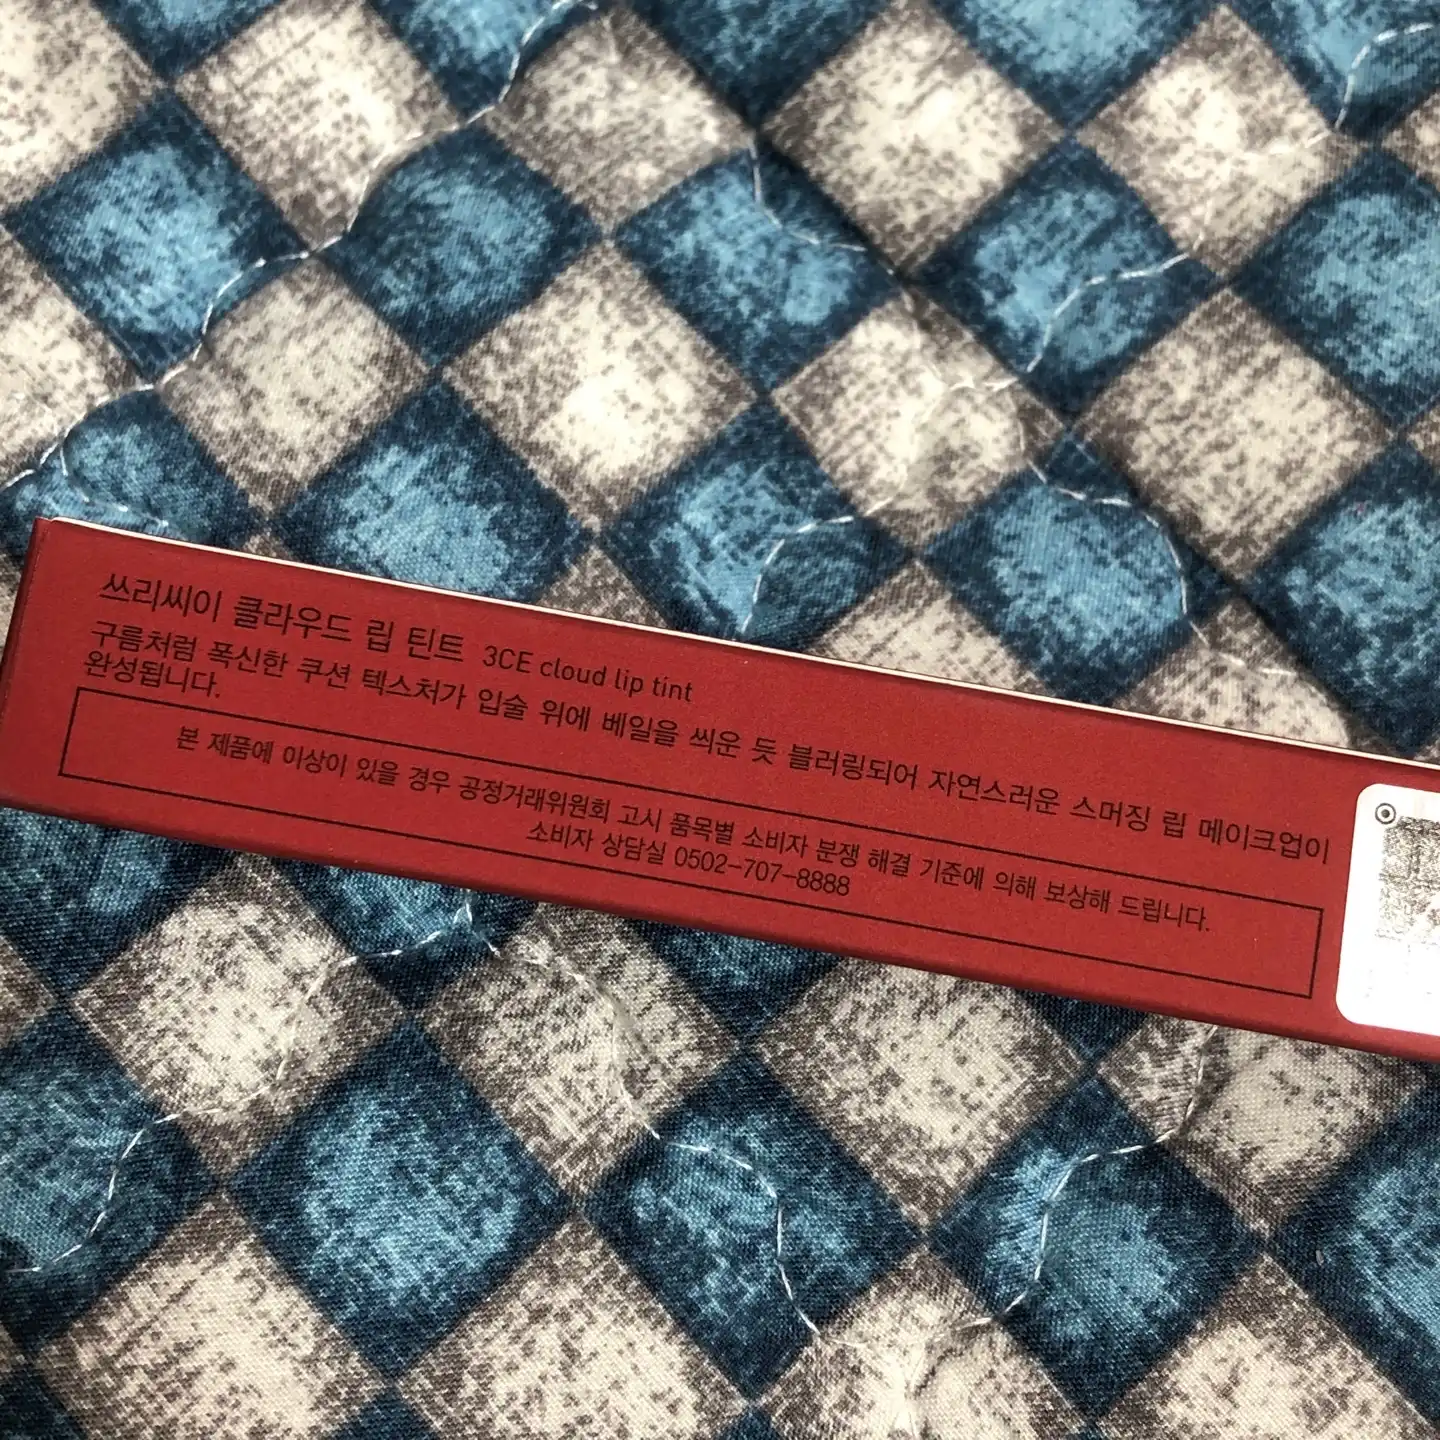 쓰리씨이 클라우드 립 틴트 3CE cloud lip tint
구름처럼 폭신한 쿠션 텍스처가 입술 위에 베일을 씌운 듯 블러링되어 자연스러운 스머징 립 메이크업이
완성됩니다.
본 제품에 이상이 있을 경우 공정거래위원회 고시 품목별 소비자 분쟁 해결 기준에 의해 보상해 드립니다.
소비자 상담실 0502-707-8888